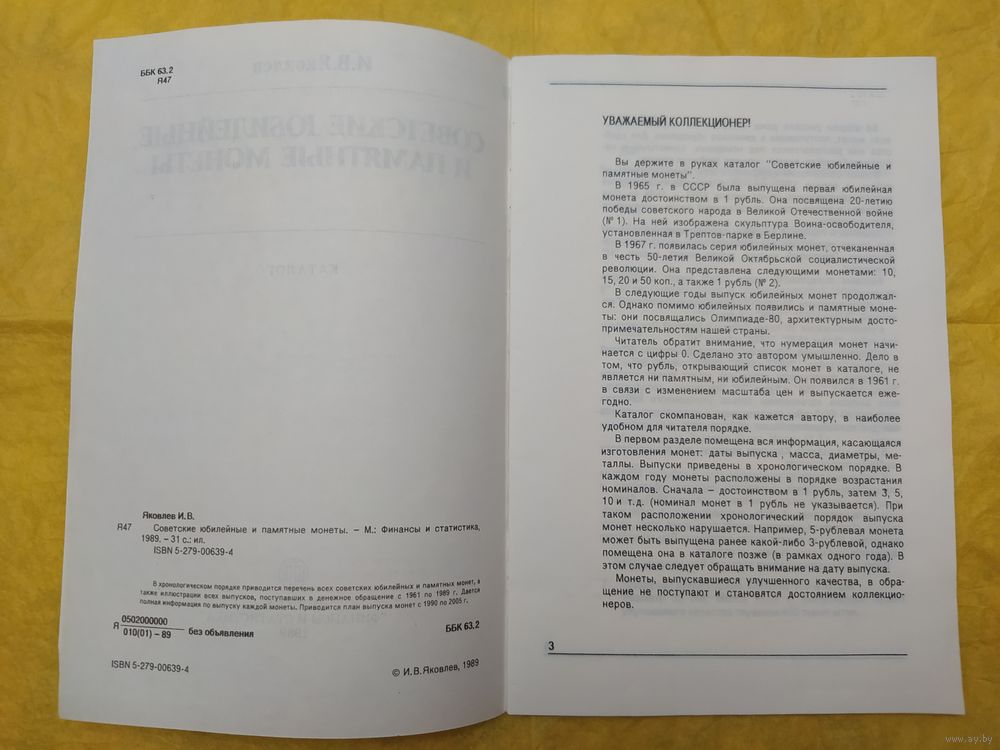 ББК 63.2
Я47
Яковлев И.В.
Я47 Советские юбилейные и памятные монеты. – М.: Финансы и статистика,
1989. – 31 с.: ил.
ISBN 5-279-00639-4
В хронологическом порядке приводится перечень всех советских юбилейных и памятных монет, а
также иллюстрации всех выпусков, поступавших в денежное обращение с 1961 по 1989 г. Дается
полная информация по выпуску каждой монеты. Приводится план выпуска монет с 1990 по 2005 г.
Я 0502000000
010(01) – 89 без объявления
ББК 63.2
ISBN 5-279-00639-4
© И.В.Яковлев, 1989
УВАЖАЕМЫЙ КОЛЛЕКЦИОНЕР!
Вы держите в руках каталог "Советские юбилейные и
памятные монеты".
В 1965 г. в СССР была выпущена первая юбилейная
монета достоинством в 1 рубль. Она посвящена 20-летию
победы советского народа в Великой Отечественной войне
(№ 1). На ней изображена скульптура Воина-освободителя,
установленная в Трептов-парке в Берлине.
В 1967 г. появилась серия юбилейных монет, отчеканенная
в честь 50-летия Великой Октябрьской социалистической
революции. Она представлена следующими монетами: 10,
15, 20 и 50 коп., а также 1 рубль (№ 2).
В следующие годы выпуск юбилейных монет продолжал-
ся. Однако помимо юбилейных появились и памятные моне-
ты: они посвящались Олимпиаде-80, архитектурным досто-
примечательностям нашей страны.
Читатель обратит внимание, что нумерация монет начи-
нается с цифры 0. Сделано это автором умышленно. Дело в
том, что рубль, открывающий список монет в каталоге, не
является ни памятным, ни юбилейным. Он появился в 1961 г.
в связи с изменением масштаба цен и выпускается еже-
годно.
Каталог скомпанован, как кажется автору, в наиболее
удобном для читателя порядке.
В первом разделе помещена вся информация, касающаяся
изготовления монет: даты выпуска , масса, диаметры, ме-
таллы. Выпуски приведены в хронологическом порядке. В
каждом году монеты расположены в порядке возрастания
номиналов. Сначала – достоинством в 1 рубль, затем 3, 5,
10 и т.д. (номинал монет в 1 рубль не указывается). При
таком расположении хронологический порядок выпуска
монет несколько нарушается. Например, 5-рублевая монета
может быть выпущена ранее какой-либо 3-рублевой, однако
помещена она в каталоге позже (в рамках одного года). В
этом случае следует обращать внимание на дату выпуска.
Монеты, выпускавшиеся улучшенного качества, в обра-
щение не поступают и становятся достоянием коллекцио-
неров.
3
www.ay.by